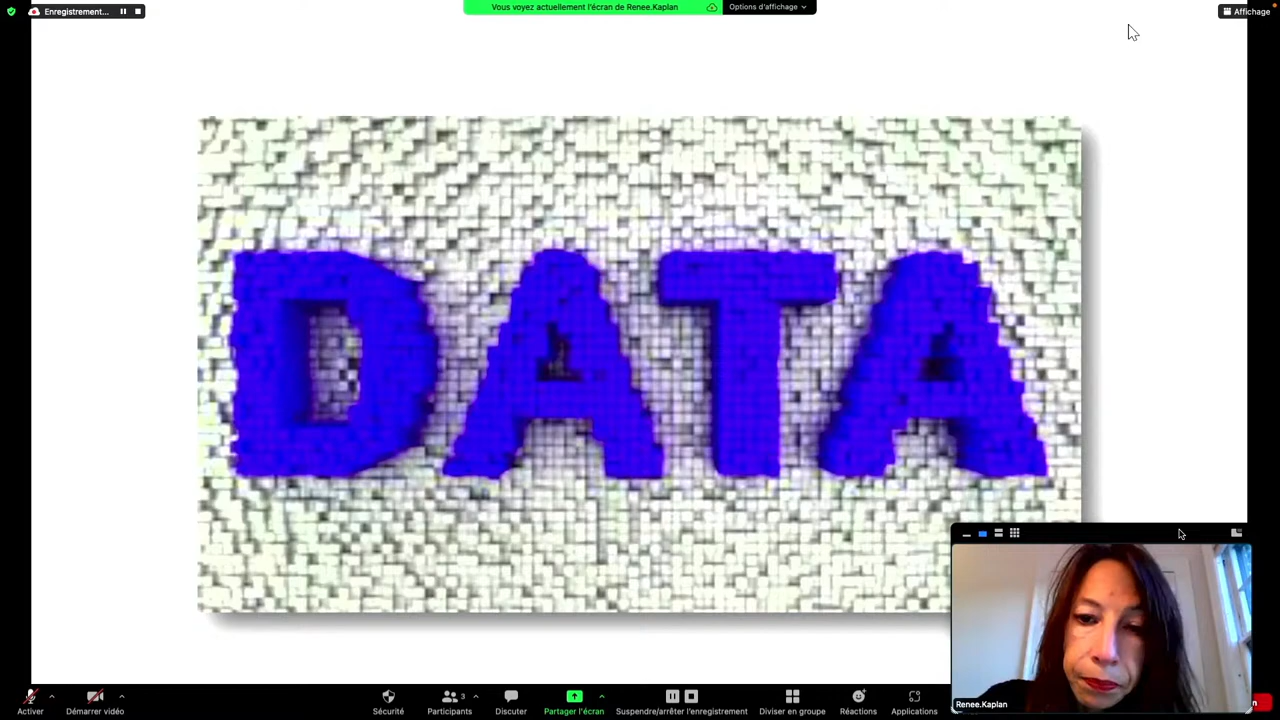 Enregistrement...
Vous voyez actuellement l'écran de Renee.Kaplan
Options d'affichage
Affichage
DATA
Renee.Kaplan
Activer
Démarrer vidéo
Sécurité
Participants
3
Discuter
Partager l'écran
Suspendre/arrêter l'enregistrement
Diviser en groupe
Réactions
Applications